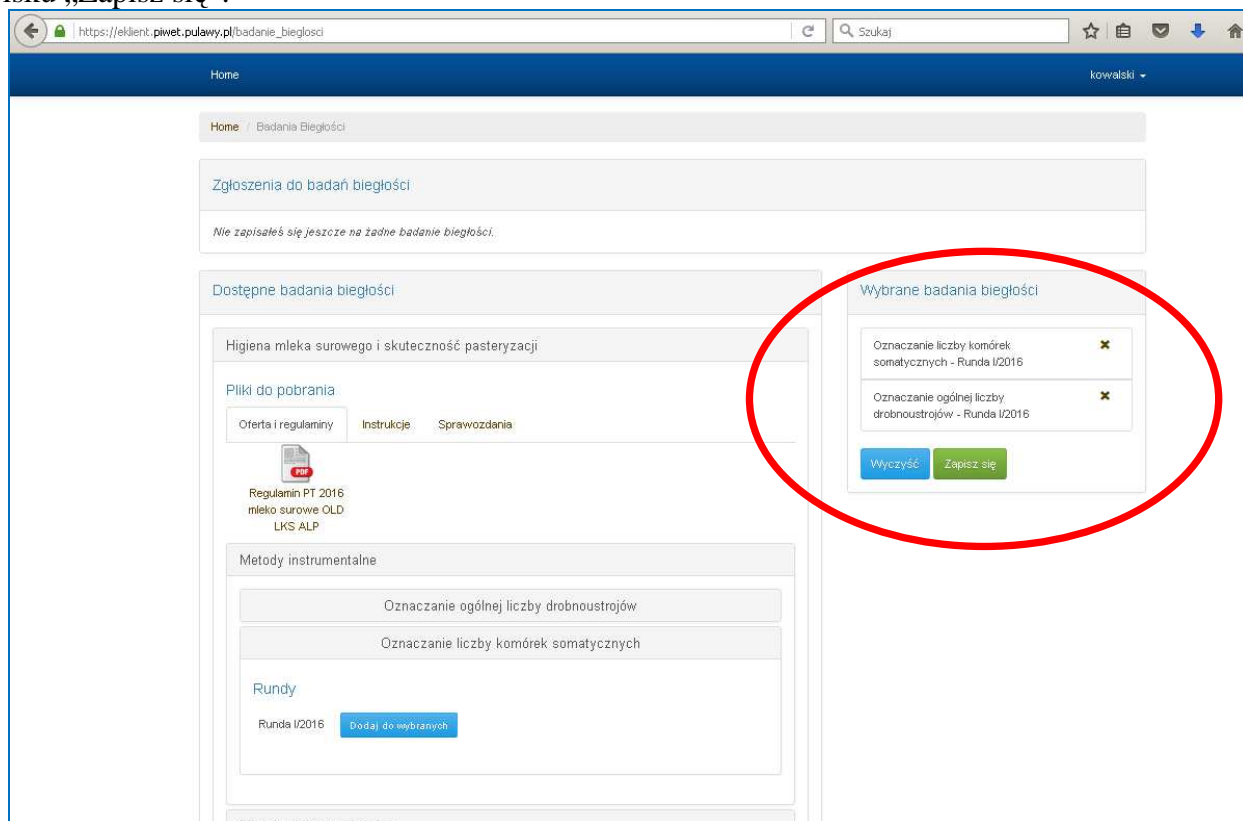 „Zapisz się".
https://eklient.piwet.pulawy.pl/badanie_bieglosci
Szukaj
Home
kowalski
Home / Badania Biegłości
Zgłoszenia do badań biegłości
Nie zapisałeś się jeszcze na żadne badanie biegłości.
Dostępne badania biegłości
Higiena mleka surowego i skuteczność pasteryzacji
Pliki do pobrania
Oferta i regulaminy Instrukcje Sprawozdania
PDF
Regulamin PT 2016
mleko surowe OLD
LKS ALP
Metody instrumentalne
Oznaczanie ogólnej liczby drobnoustrojów
Oznaczanie liczby komórek somatycznych
Rundy
Runda I/2016 Dodaj do wybranych
Wybrane badania biegłości
Oznaczanie liczby komórek
somatycznych - Runda I/2016
Oznaczanie ogólnej liczby
drobnoustrojów - Runda I/2016
Wyczyść Zapisz się